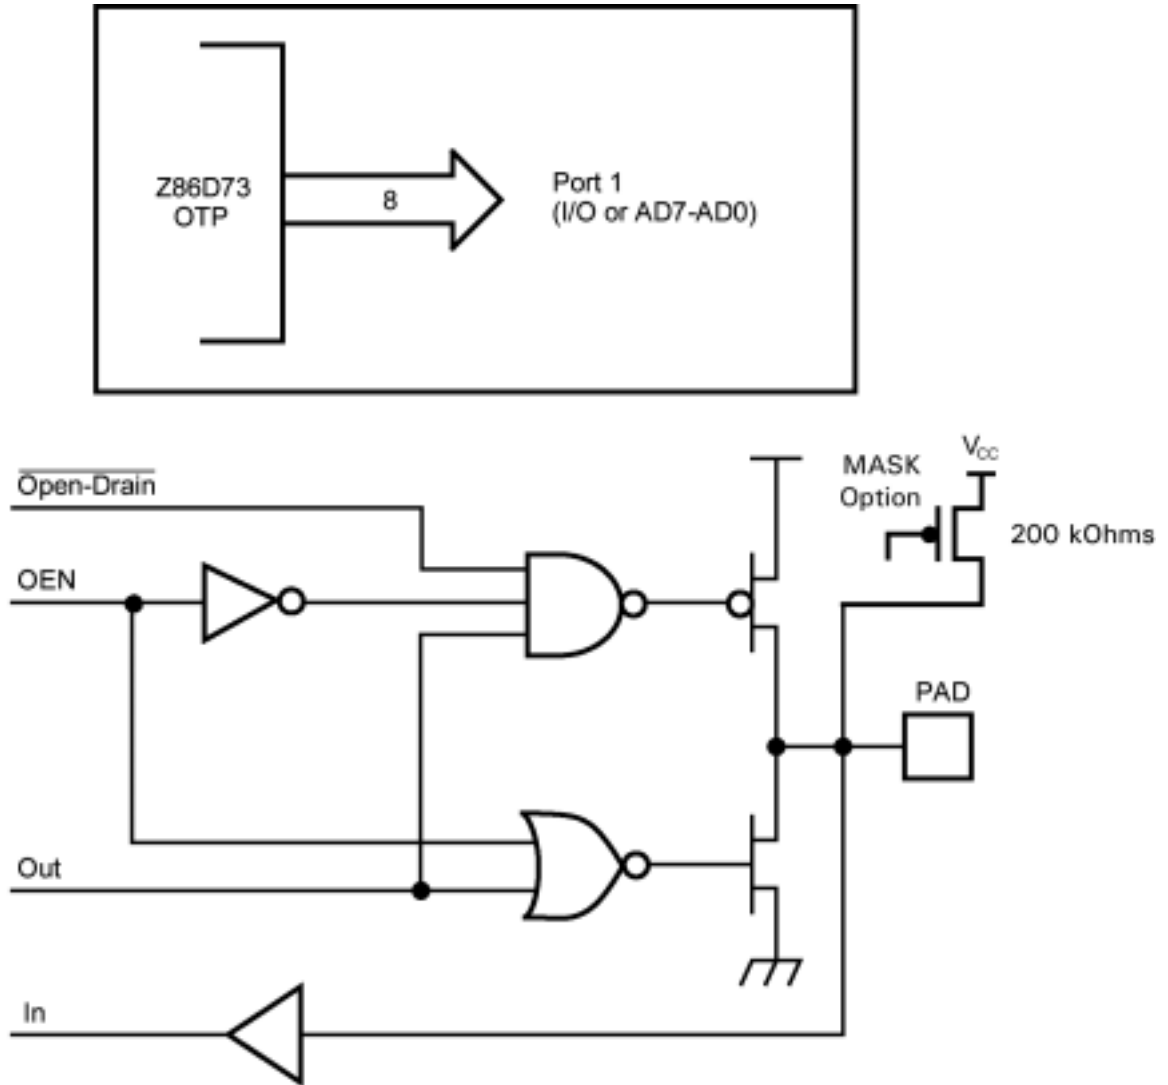 Z86D73
OTP
8
Port 1
(I/O or AD7-AD0)
Open-Drain
OEN
Out
In
MASK
Option
VCC
200 kOhms
PAD